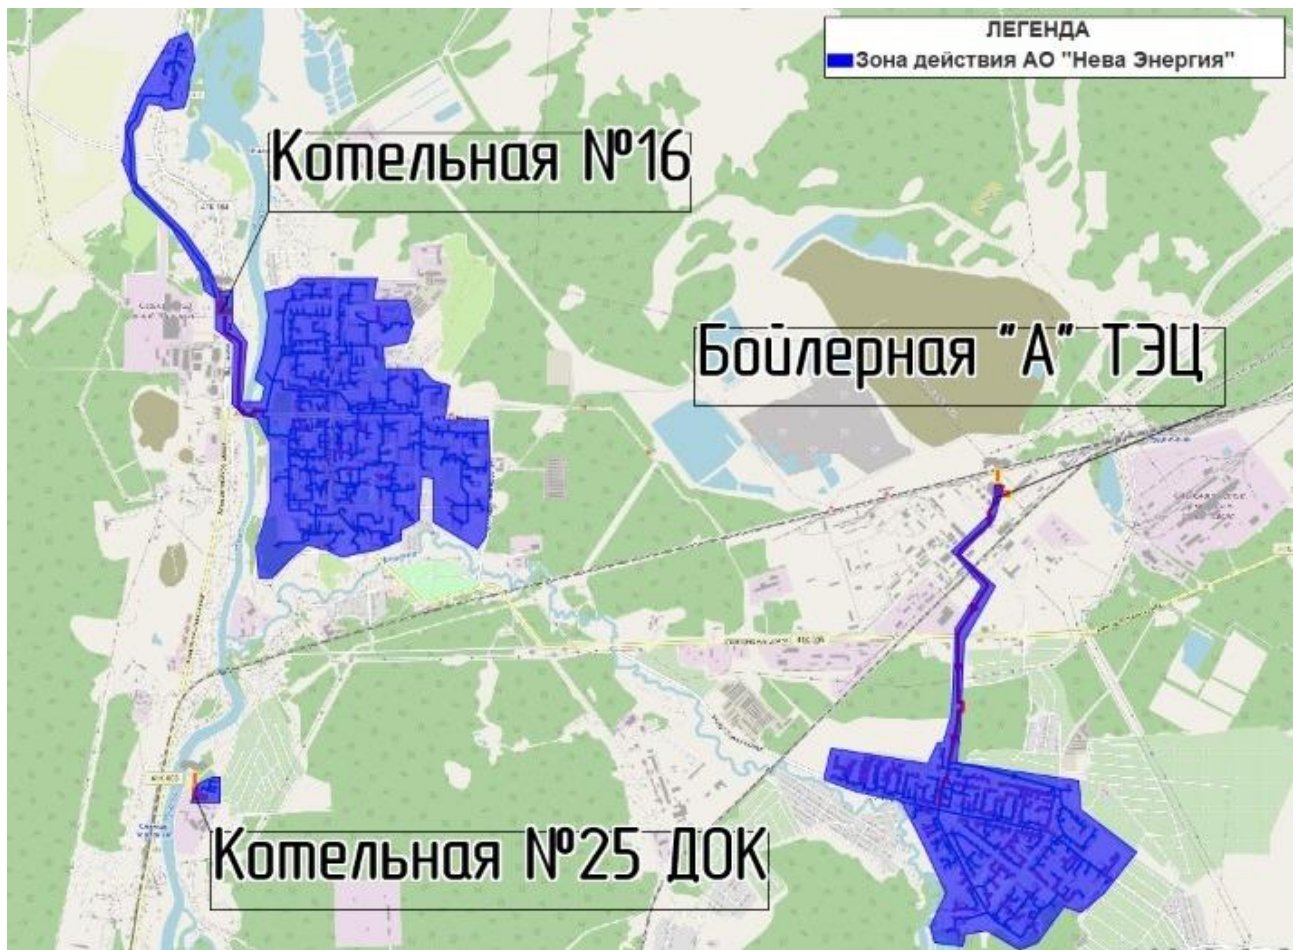 ЛЕГЕНДА
Зона действия АО "Нева Энергия"
Котельная №16
Бойлерная "А" ТЭЦ
Котельная №25 ДОК